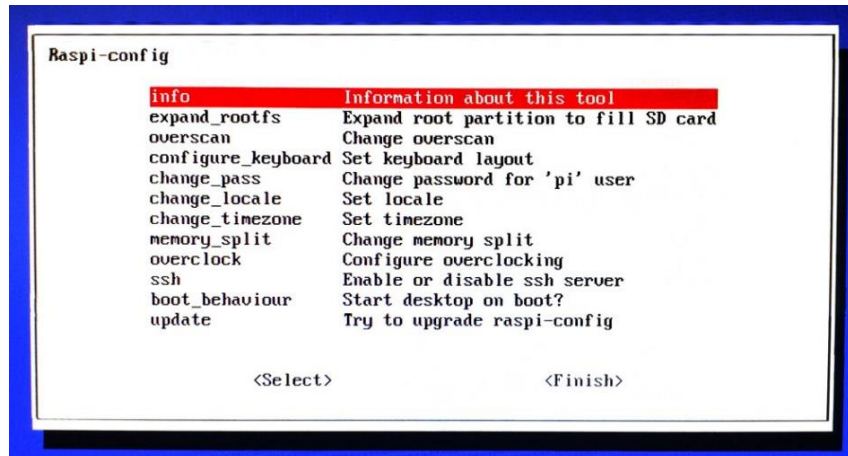 Raspi-config
info Information about this tool
expand_rootfs Expand root partition to fill SD card
overscan Change overscan
configure_keyboard Set keyboard layout
change_pass Change password for 'pi' user
change_locale Set locale
change_timezone Set timezone
memory_split Change memory split
overclock Configure overclocking
ssh Enable or disable ssh server
boot_behaviour Start desktop on boot?
update Try to upgrade raspi-config
<Select> <Finish>